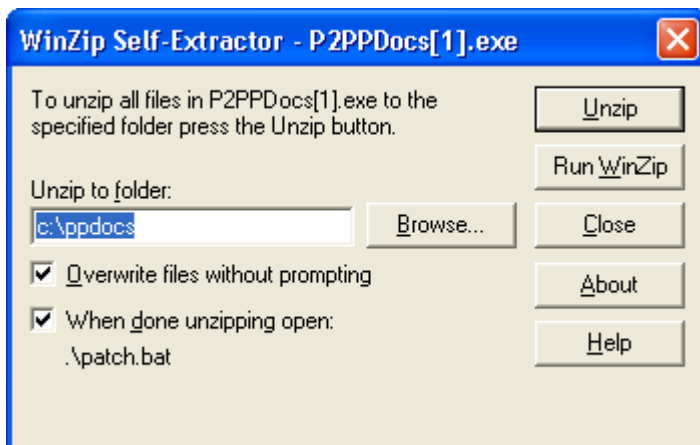 WinZip Self-Extractor - P2PPDocs[1].exe
To unzip all files in P2PPDocs[1].exe to the
specified folder press the Unzip button.
Unzip to folder:
c:\ppdocs
Browse...
Overwrite files without prompting
When done unzipping open:
.\patch.bat
Unzip
Run WinZip
Close
About
Help